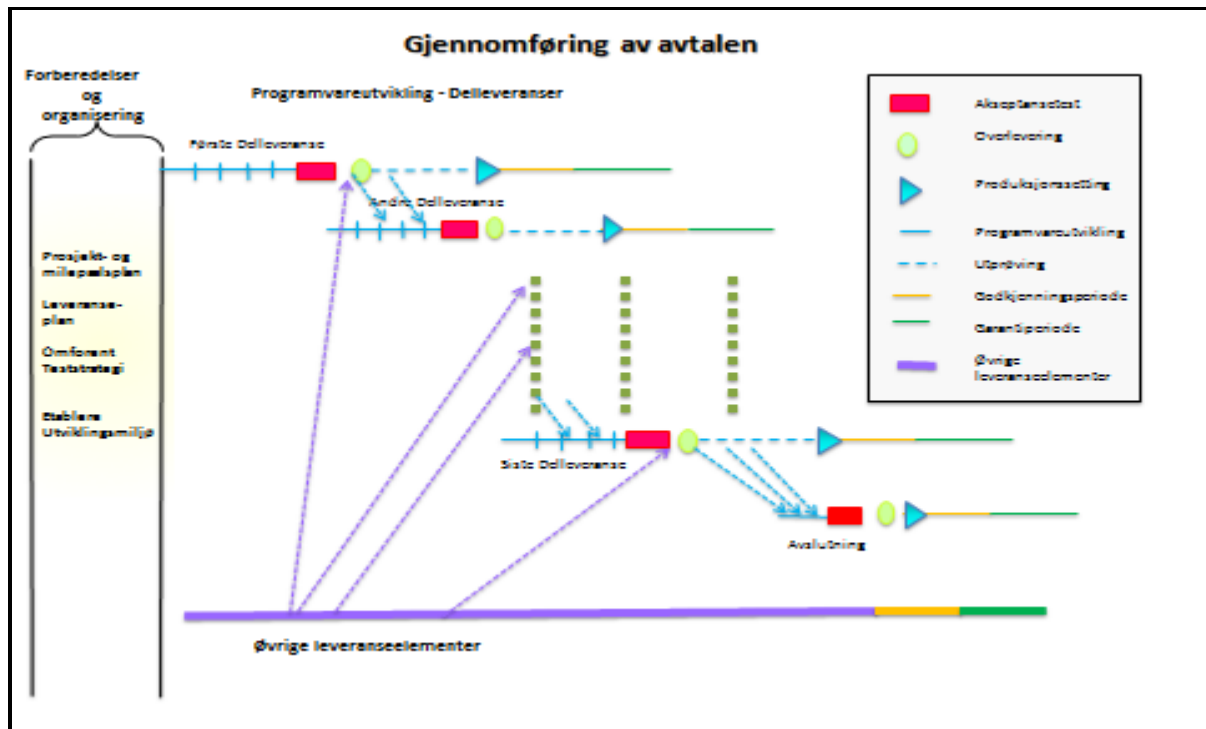 Gjennomføring av avtalen
Forberedelser
og
organisering
Programvareutvikling - Delleveranser
Første Delleveranse
Andre Delleveranse
Prosjekt- og
milepælsplan
Leveranse-
plan
Omforent
Teststrategi
Etablere
Utviklingsmiljø
Siste Delleveranse
Avslutning
Øvrige leveranseelementer
Akseptansetest
Overlevering
Produksjonssetting
Programvareutvikling
Utprøving
Godkjenningsperiode
Garantiperiode
Øvrige
leveranseelementer